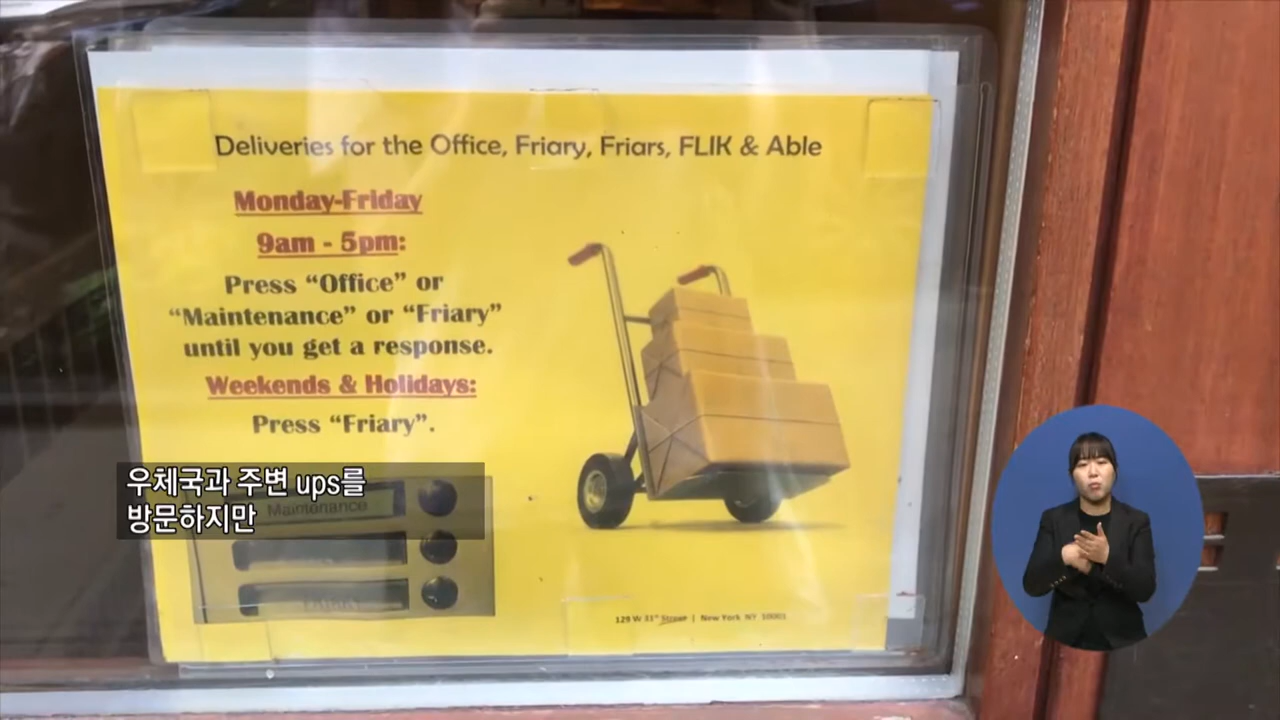 Deliveries for the Office, Friary, Friars, FLIK & Able
Monday-Friday
9am - 5pm:
Press “Office” or
“Maintenance” or “Friary”
until you get a response.
Weekends & Holidays:
Press “Friary”.
우체국과 주변 ups를
방문하지만
Maintenance
129 W 31st Street | New York NY 10001